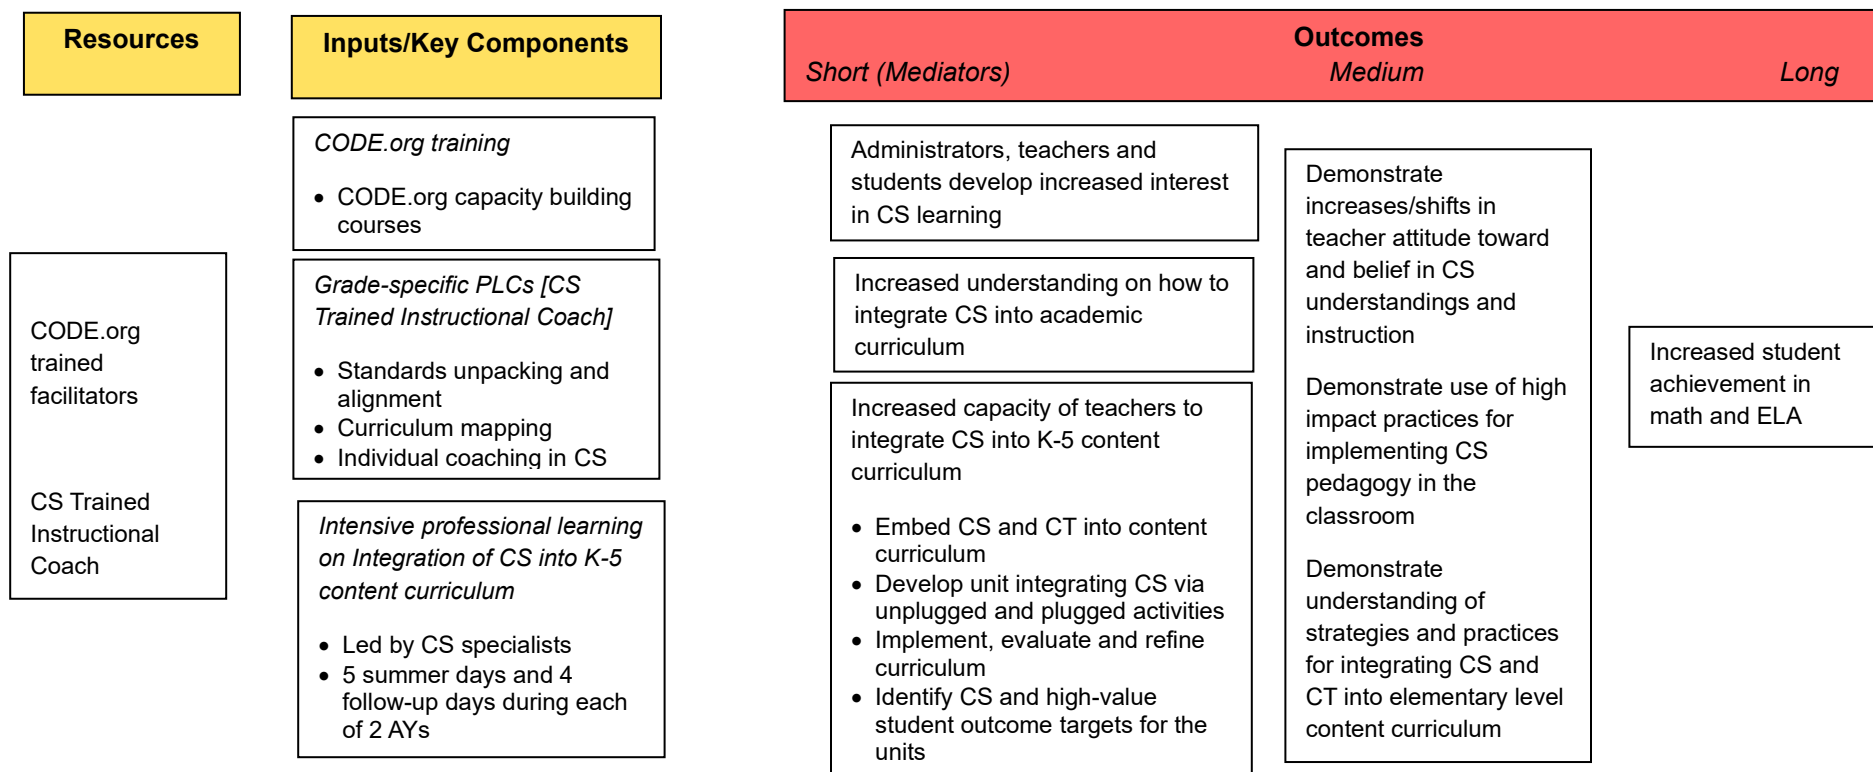 Resources
Inputs/Key Components
Outcomes
Short (Mediators)
Medium
Long
CODE.org
trained
facilitators
CS Trained
Instructional
Coach
CODE.org training
• CODE.org capacity building
courses
Grade-specific PLCs [CS
Trained Instructional Coach]
• Standards unpacking and
alignment
• Curriculum mapping
• Individual coaching in CS
Intensive professional learning
on Integration of CS into K-5
content curriculum
• Led by CS specialists
• 5 summer days and 4
follow-up days during each
of 2 AYs
Administrators, teachers and
students develop increased interest
in CS learning
Increased understanding on how to
integrate CS into academic
curriculum
Increased capacity of teachers to
integrate CS into K-5 content
curriculum
• Embed CS and CT into content
curriculum
• Develop unit integrating CS via
unplugged and plugged activities
• Implement, evaluate and refine
curriculum
• Identify CS and high-value
student outcome targets for the
units
Demonstrate
increases/shifts in
teacher attitude toward
and belief in CS
understandings and
instruction
Demonstrate use of high
impact practices for
implementing CS
pedagogy in the
classroom
Demonstrate
understanding of
strategies and practices
for integrating CS and
CT into elementary level
content curriculum
Increased student
achievement in
math and ELA